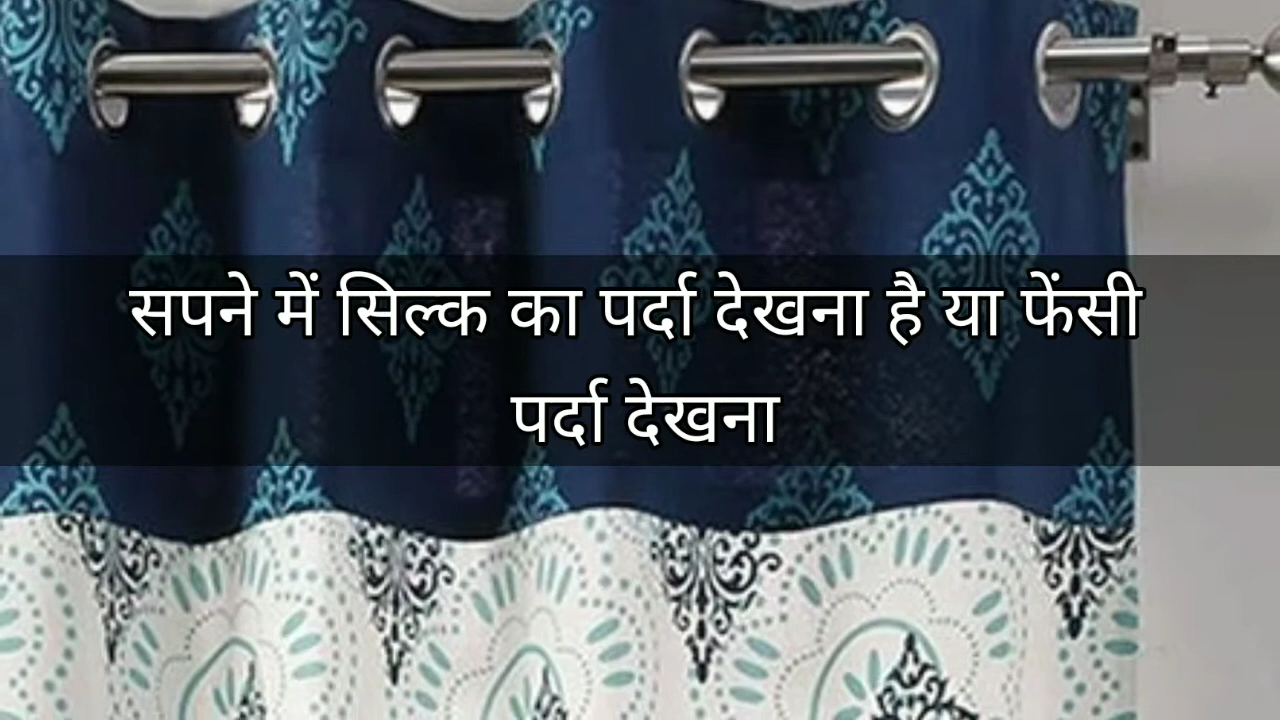 सपने में सिल्क का पर्दा देखना है या फेंसी
पर्दा देखना